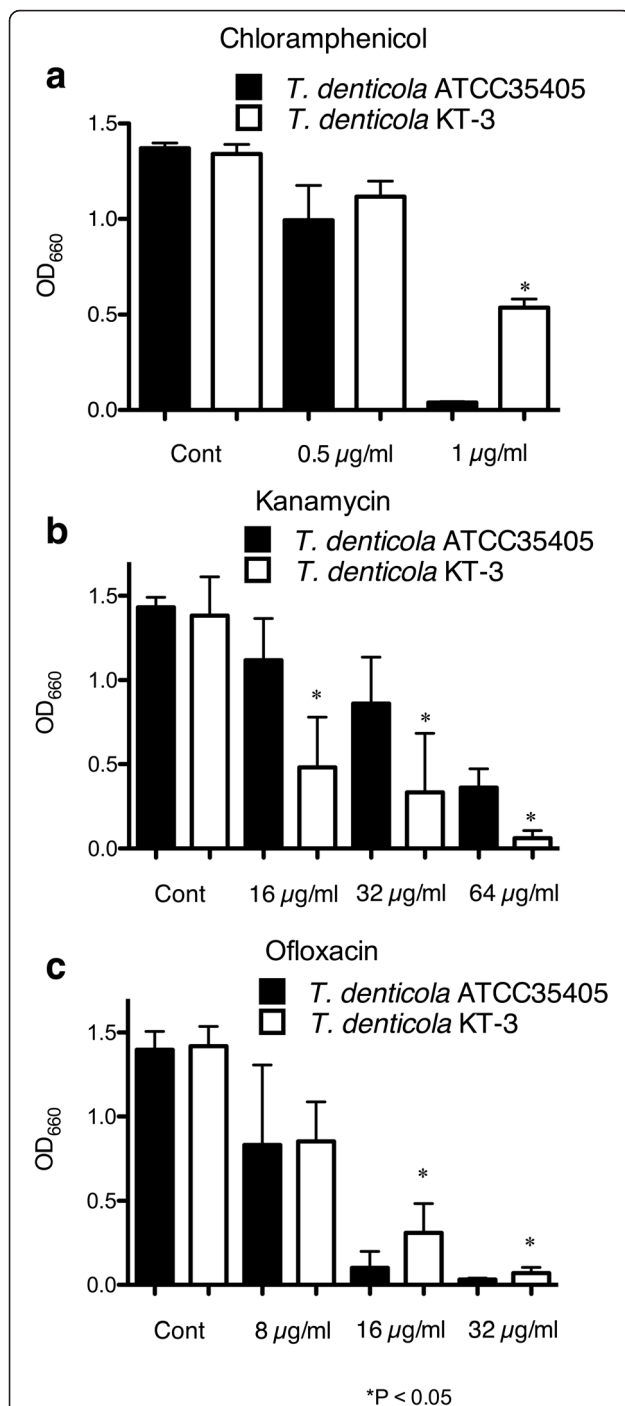 Chloramphenicol
a
T. denticola ATCC35405
T. denticola KT-3
1.5
1.0
0.5
0.0
OD660
*
Cont 0.5 µg/ml 1 µg/ml
Kanamycin
b
T. denticola ATCC35405
T. denticola KT-3
1.5
1.0
0.5
0.0
OD660
* * *
Cont 16 µg/ml 32 µg/ml 64 µg/ml
Ofloxacin
c
T. denticola ATCC35405
T. denticola KT-3
1.5
1.0
0.5
0.0
OD660
* *
Cont 8 µg/ml 16 µg/ml 32 µg/ml
*P < 0.05